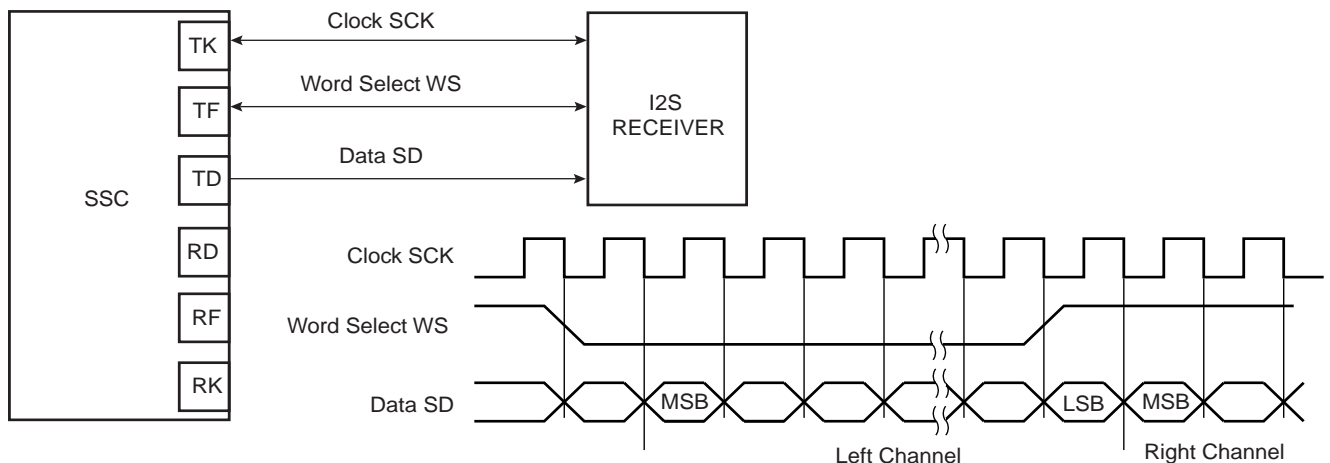 SSC
TK
TF
TD
RD
RF
RK
Clock SCK
Word Select WS
Data SD
I2S
RECEIVER
Clock SCK
Word Select WS
Data SD
MSB
LSB
MSB
Left Channel
Right Channel